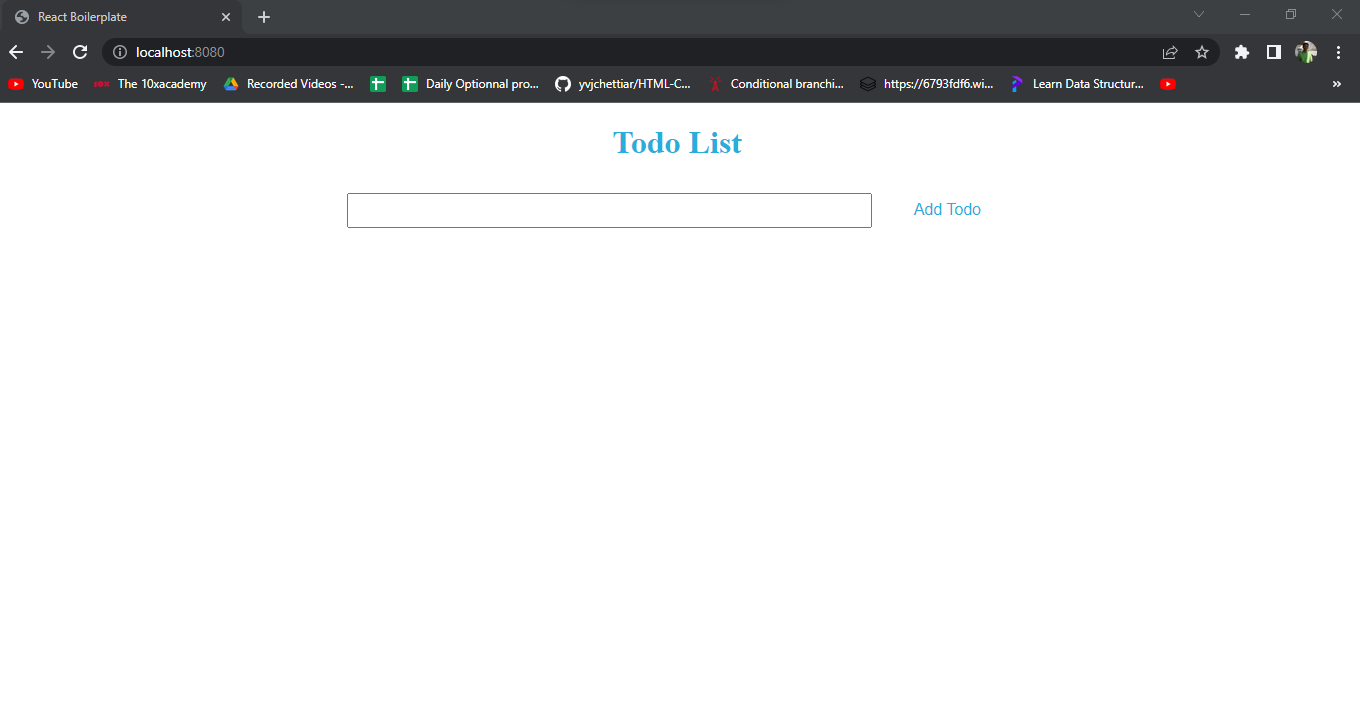 React Boilerplate
localhost:8080
YouTube The 10xacademy Recorded Videos -... Daily Optionnal pro... yvjchettiar/HTML-C... Conditional branchi... https://6793fdf6.wi... Learn Data Structur... »
Todo List
Add Todo